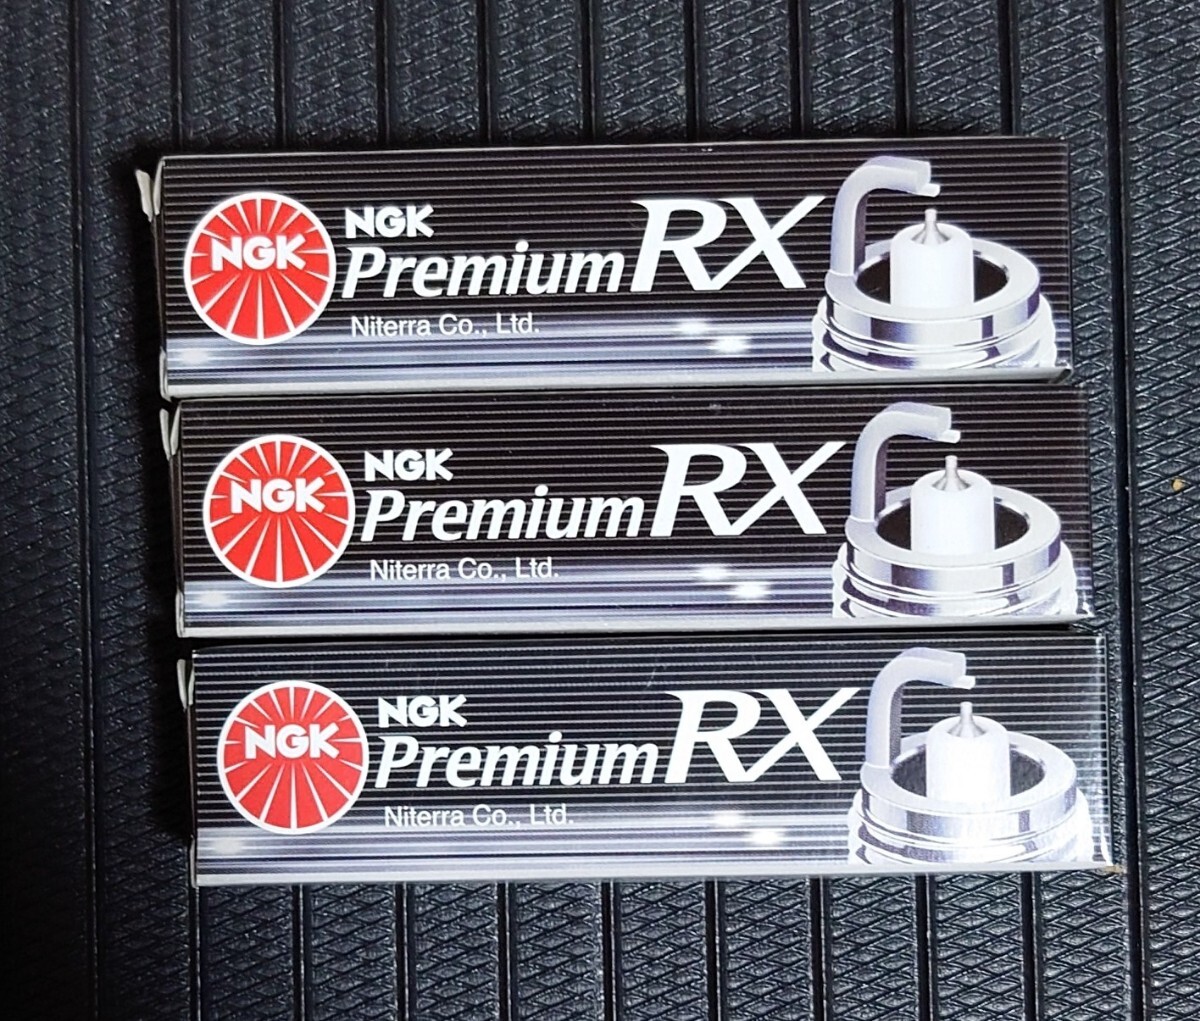 NGK
NGK
Premium RX
Niterra Co., Ltd.
NGK
NGK
Premium RX
Niterra Co., Ltd.
NGK
NGK
Premium RX
Niterra Co., Ltd.